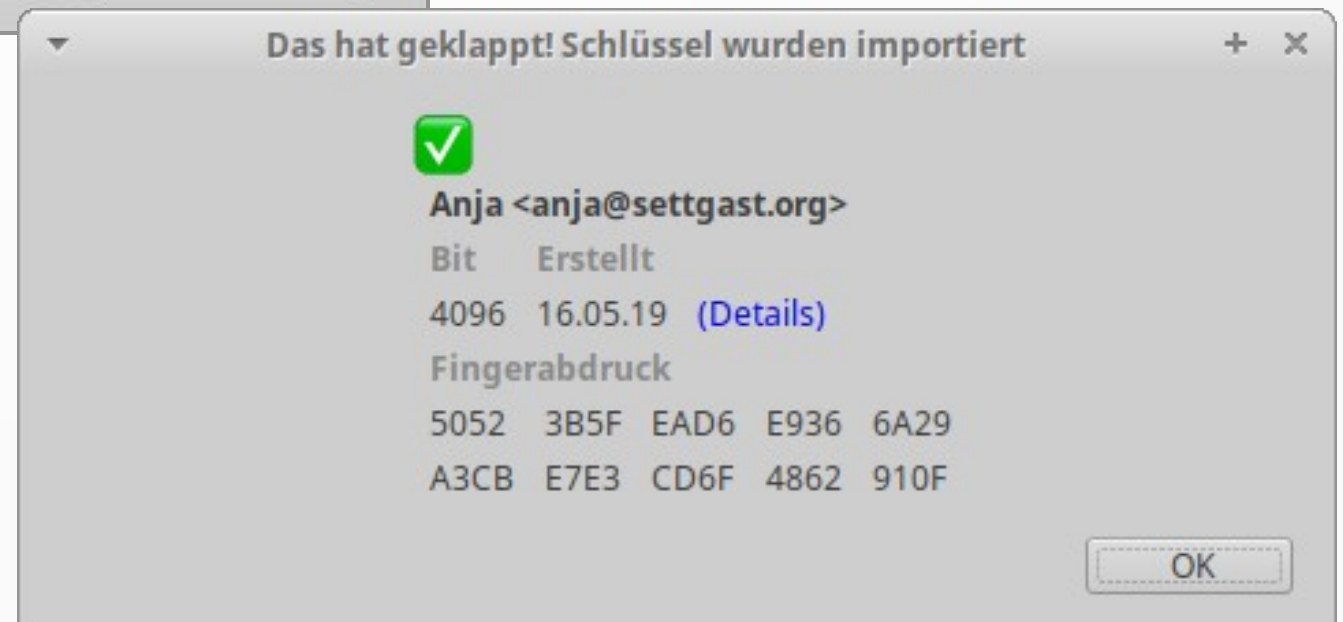 Das hat geklappt! Schlüssel wurden importiert
Anja <anja@settgast.org>
Bit Erstellt
4096 16.05.19 (Details)
Fingerabdruck
5052 3B5F EAD6 E936 6A29
A3CB E7E3 CD6F 4862 910F
OK